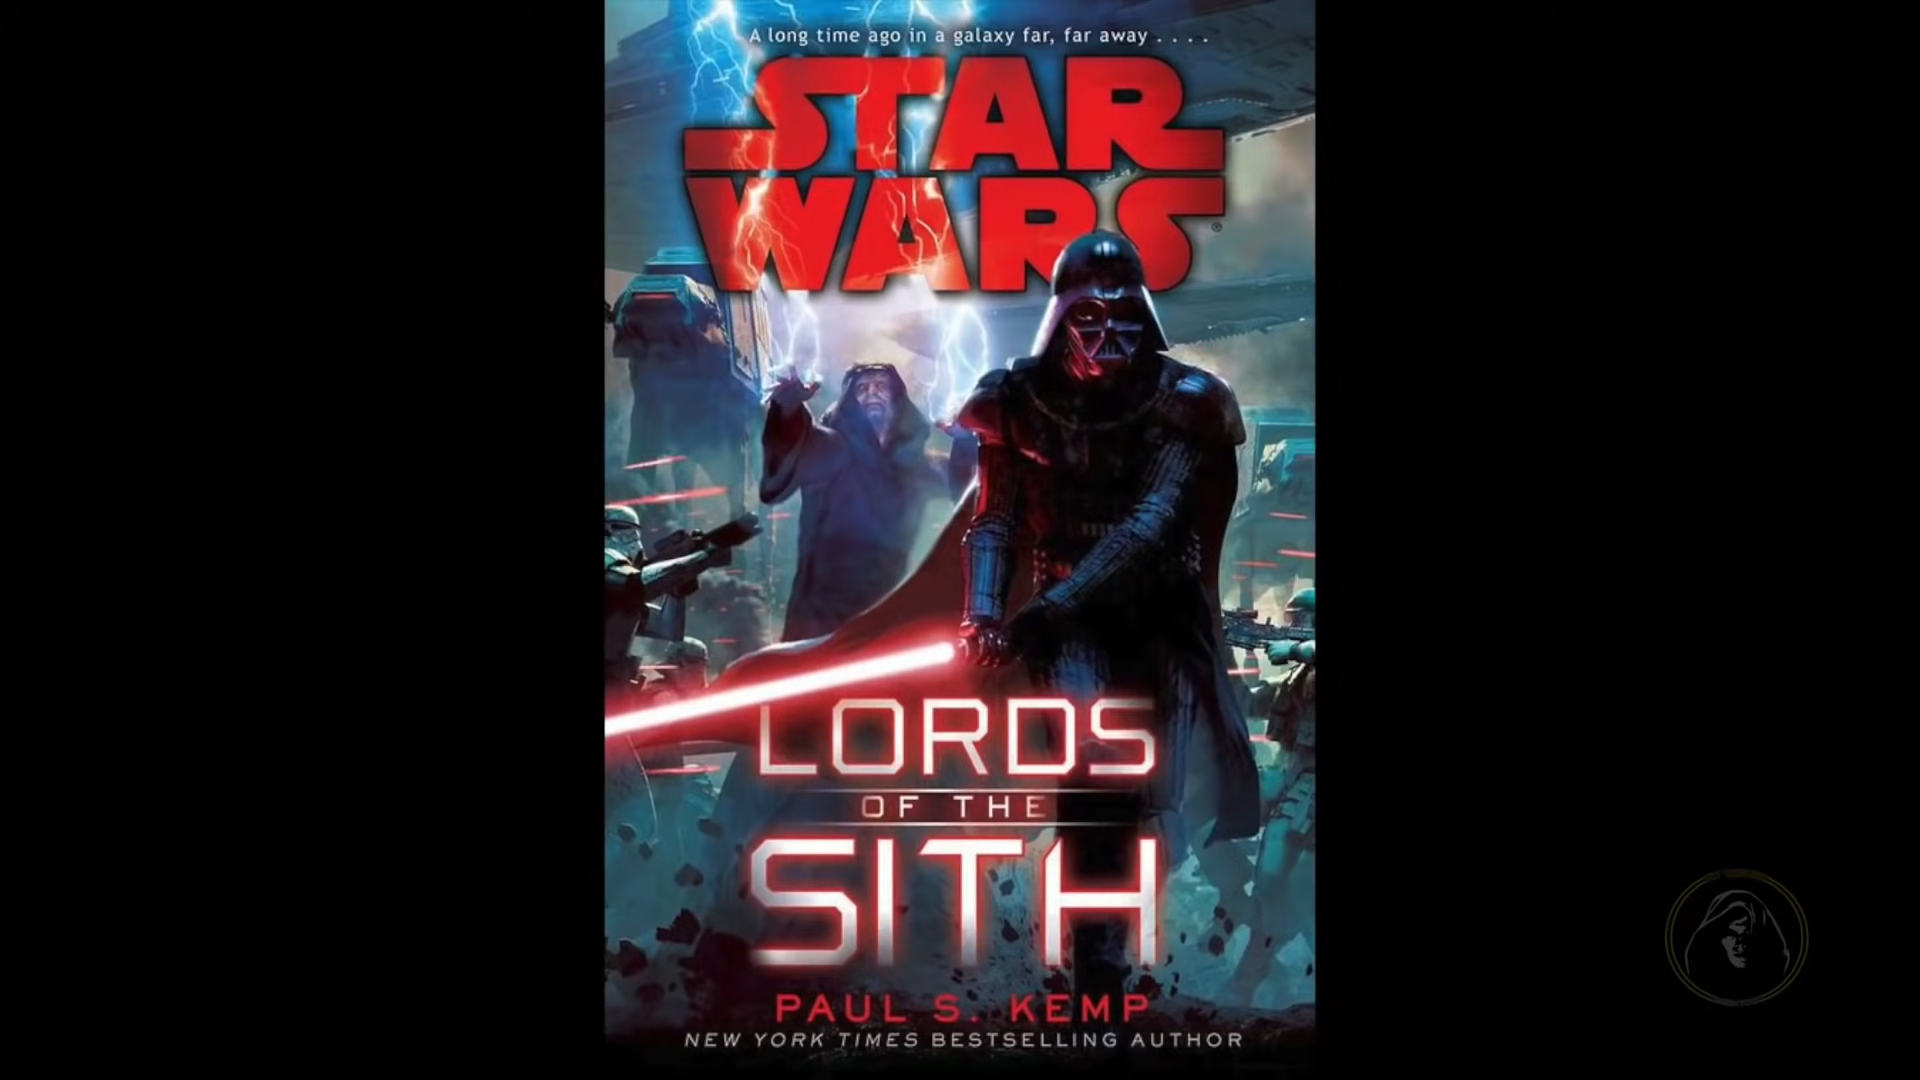 A long time ago in a galaxy far, far away . . . .
STAR
WARS®
LORDS
OF THE
SITH
PAUL S. KEMP
NEW YORK TIMES BESTSELLING AUTHOR